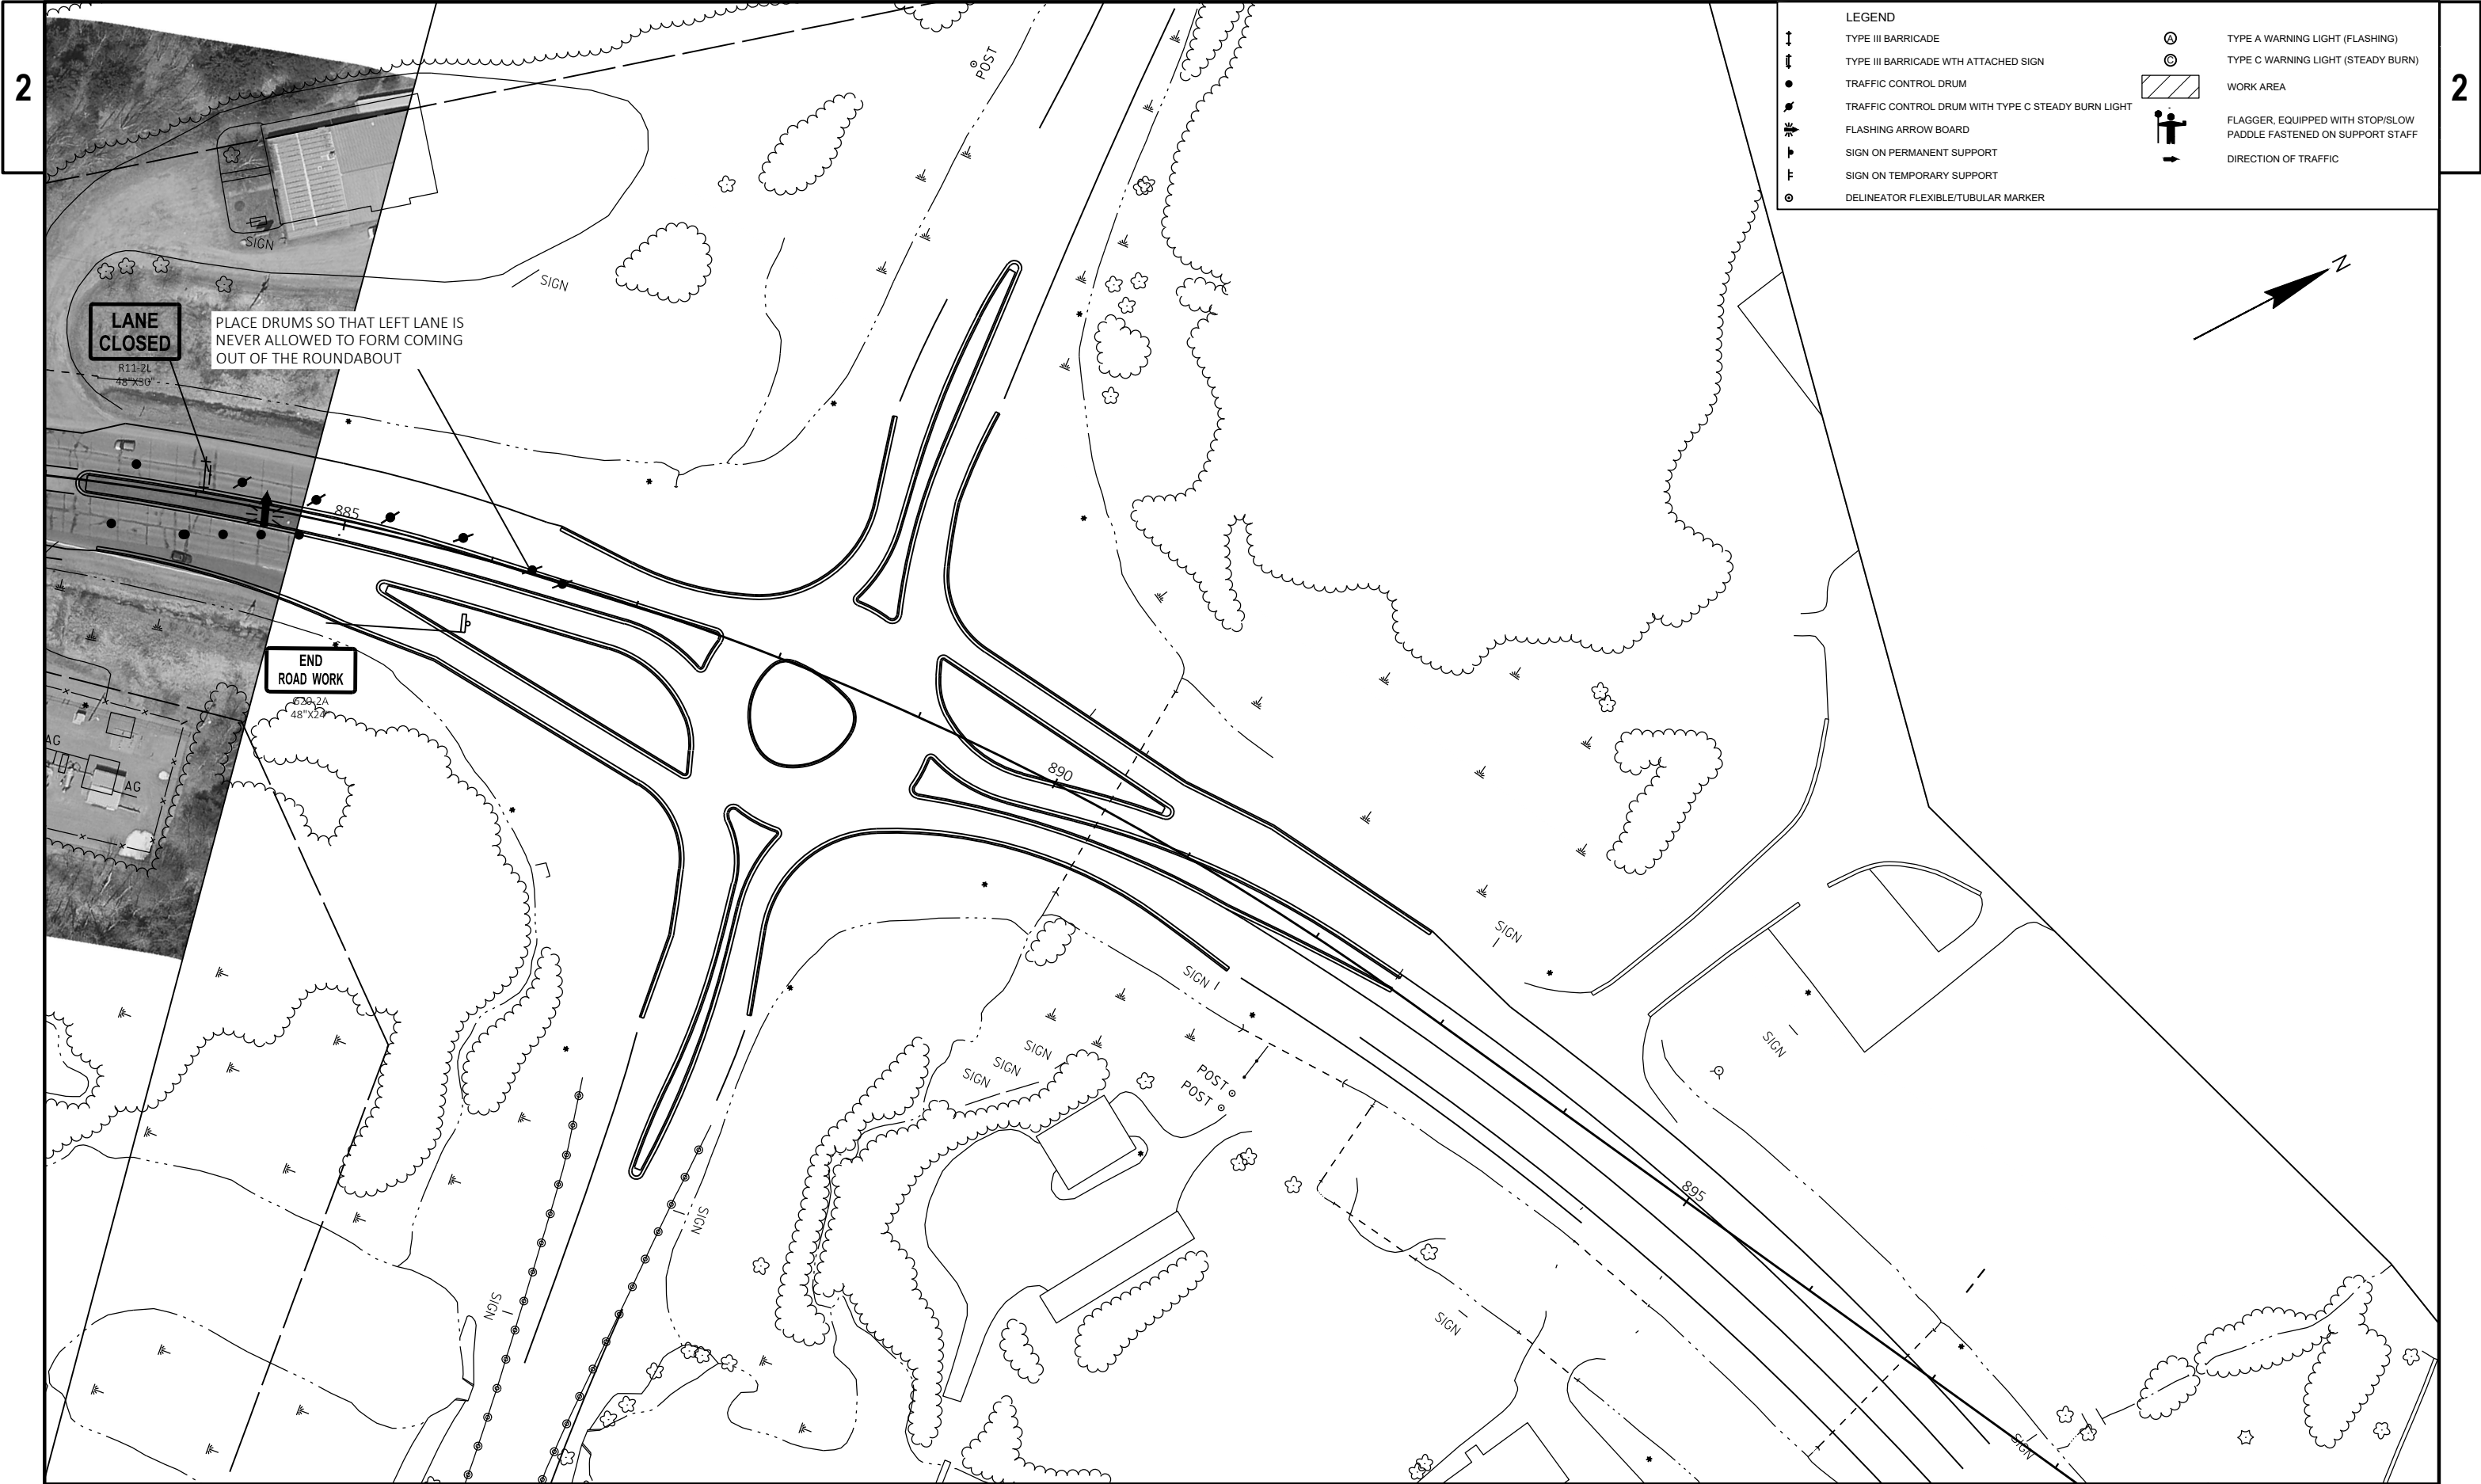 2
2
LEGEND
TYPE III BARRICADE
TYPE III BARRICADE WTH ATTACHED SIGN
TRAFFIC CONTROL DRUM
TRAFFIC CONTROL DRUM WITH TYPE C STEADY BURN LIGHT
FLASHING ARROW BOARD
SIGN ON PERMANENT SUPPORT
SIGN ON TEMPORARY SUPPORT
DELINEATOR FLEXIBLE/TUBULAR MARKER
A
TYPE A WARNING LIGHT (FLASHING)
C
TYPE C WARNING LIGHT (STEADY BURN)
WORK AREA
FLAGGER, EQUIPPED WITH STOP/SLOW
PADDLE FASTENED ON SUPPORT STAFF
DIRECTION OF TRAFFIC
N
POST
SIGN
SIGN
LANE
CLOSED
R11-2L
48"X30"
PLACE DRUMS SO THAT LEFT LANE IS
NEVER ALLOWED TO FORM COMING
OUT OF THE ROUNDABOUT
885
END
ROAD WORK
G20-2A
48"X24"
AG
AG
890
SIGN
SIGN
SIGN
SIGN
SIGN
SIGN
POST
POST
895
SIGN
SIGN
SIGN
SIGN